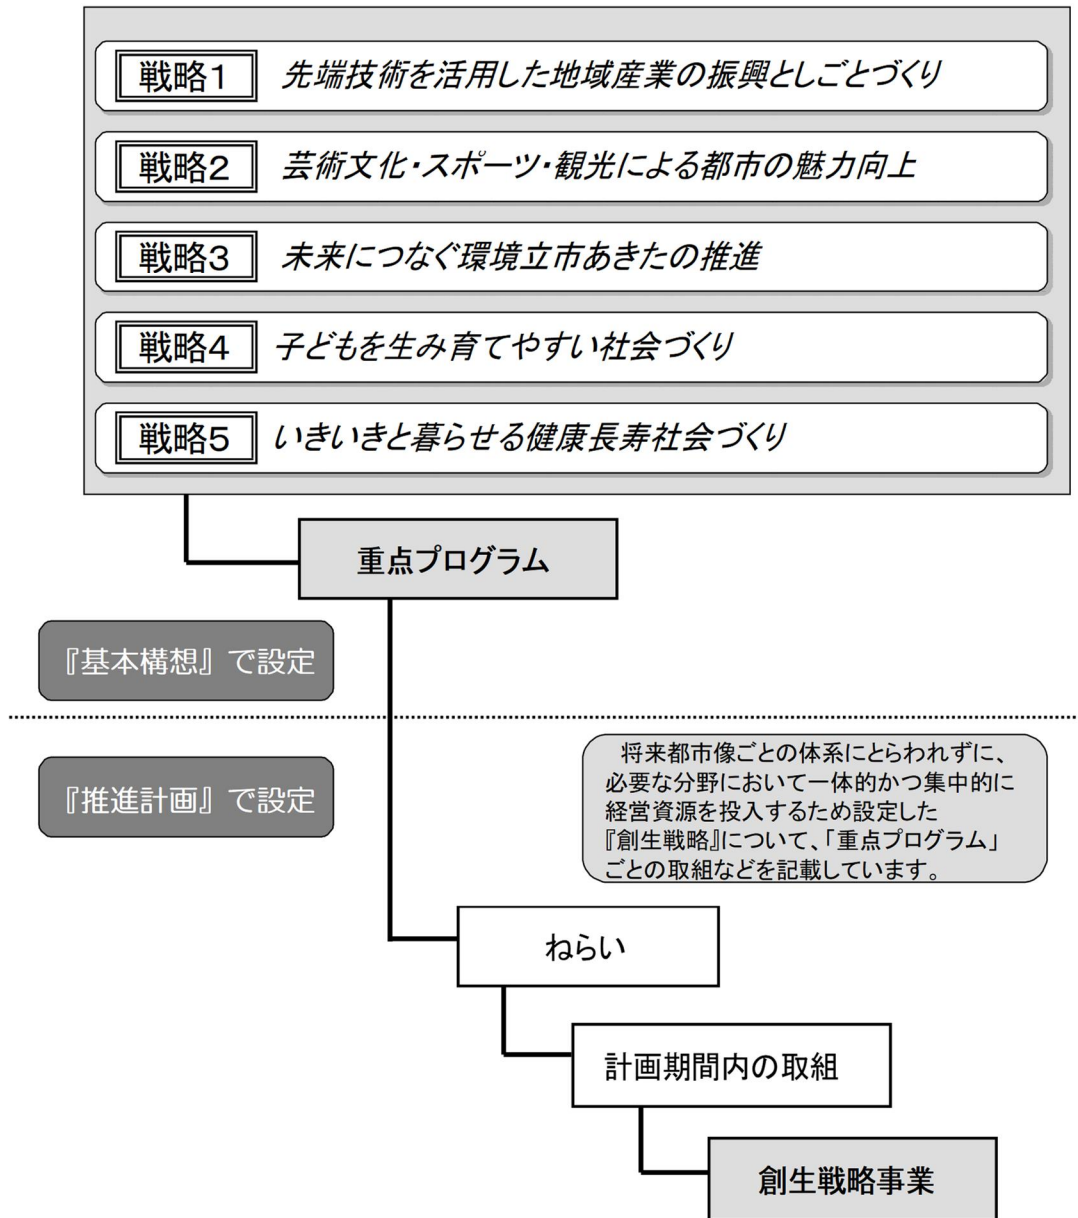 戦略1 先端技術を活用した地域産業の振興としごとづくり
戦略2 芸術文化・スポーツ・観光による都市の魅力向上
戦略3 未来につなぐ環境立市あきたの推進
戦略4 子どもを生み育てやすい社会づくり
戦略5 いきいきと暮らせる健康長寿社会づくり
重点プログラム
『基本構想』で設定
『推進計画』で設定
将来都市像ごとの体系にとらわれずに、
必要な分野において一体的かつ集中的に
経営資源を投入するため設定した
『創生戦略』について、「重点プログラム」
ごとの取組などを記載しています。
ねらい
計画期間内の取組
創生戦略事業